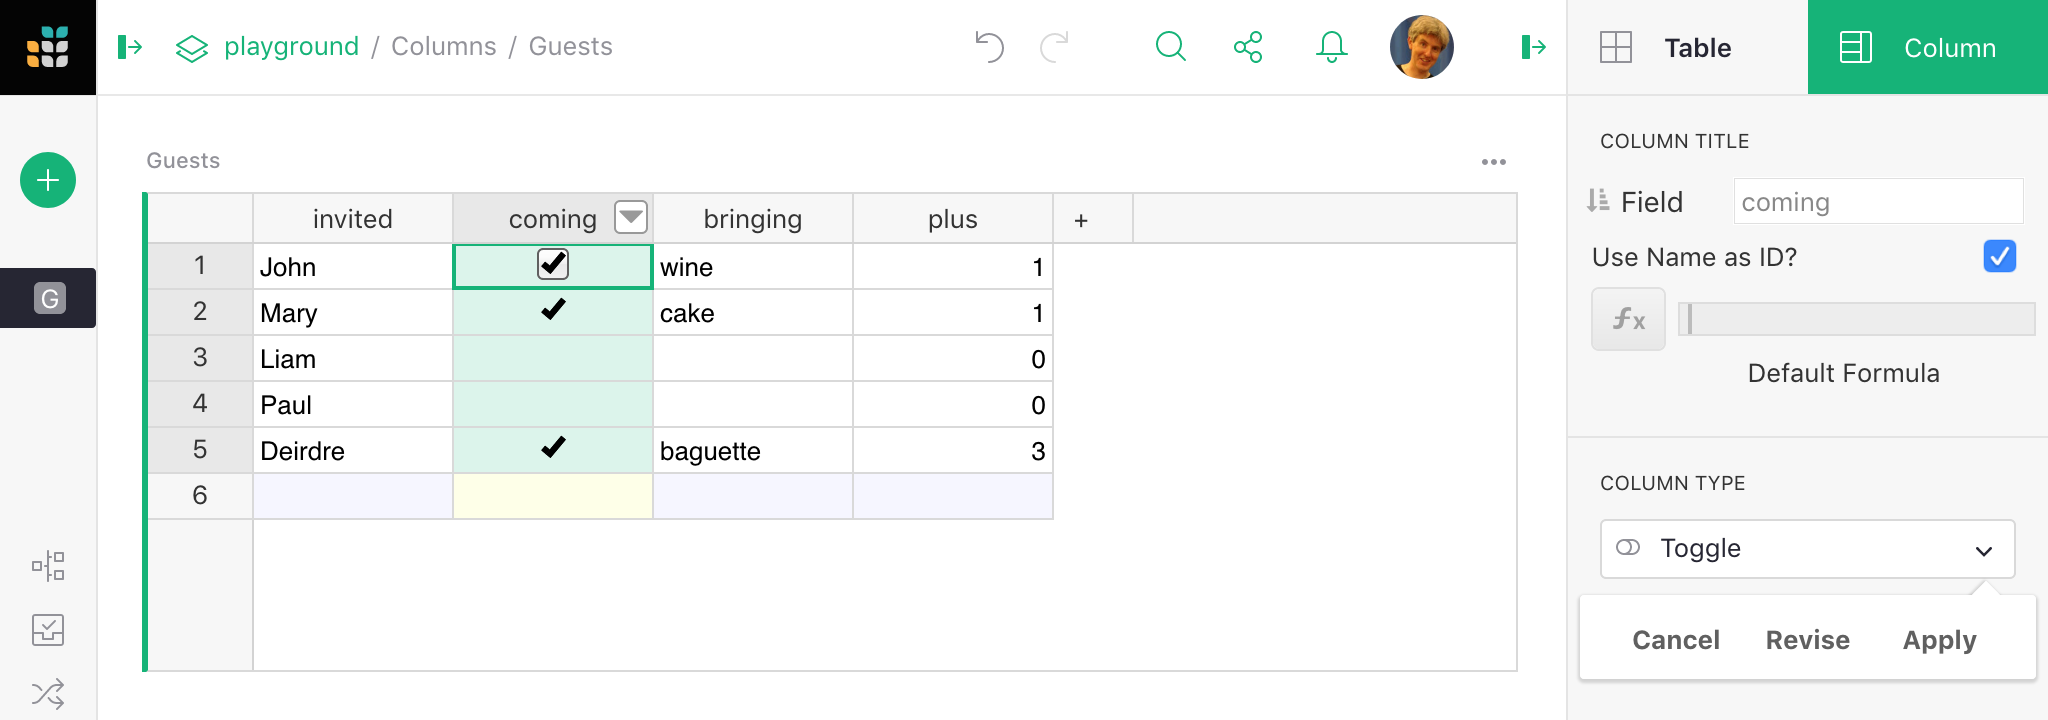 playground / Columns / Guests
Table
Column
G
Guests
invited coming bringing plus +
1 John wine 1
2 Mary cake 1
3 Liam 0
4 Paul 0
5 Deirdre baguette 3
6
COLUMN TITLE
Field coming
Use Name as ID?
fx
Default Formula
COLUMN TYPE
Toggle
Cancel Revise Apply